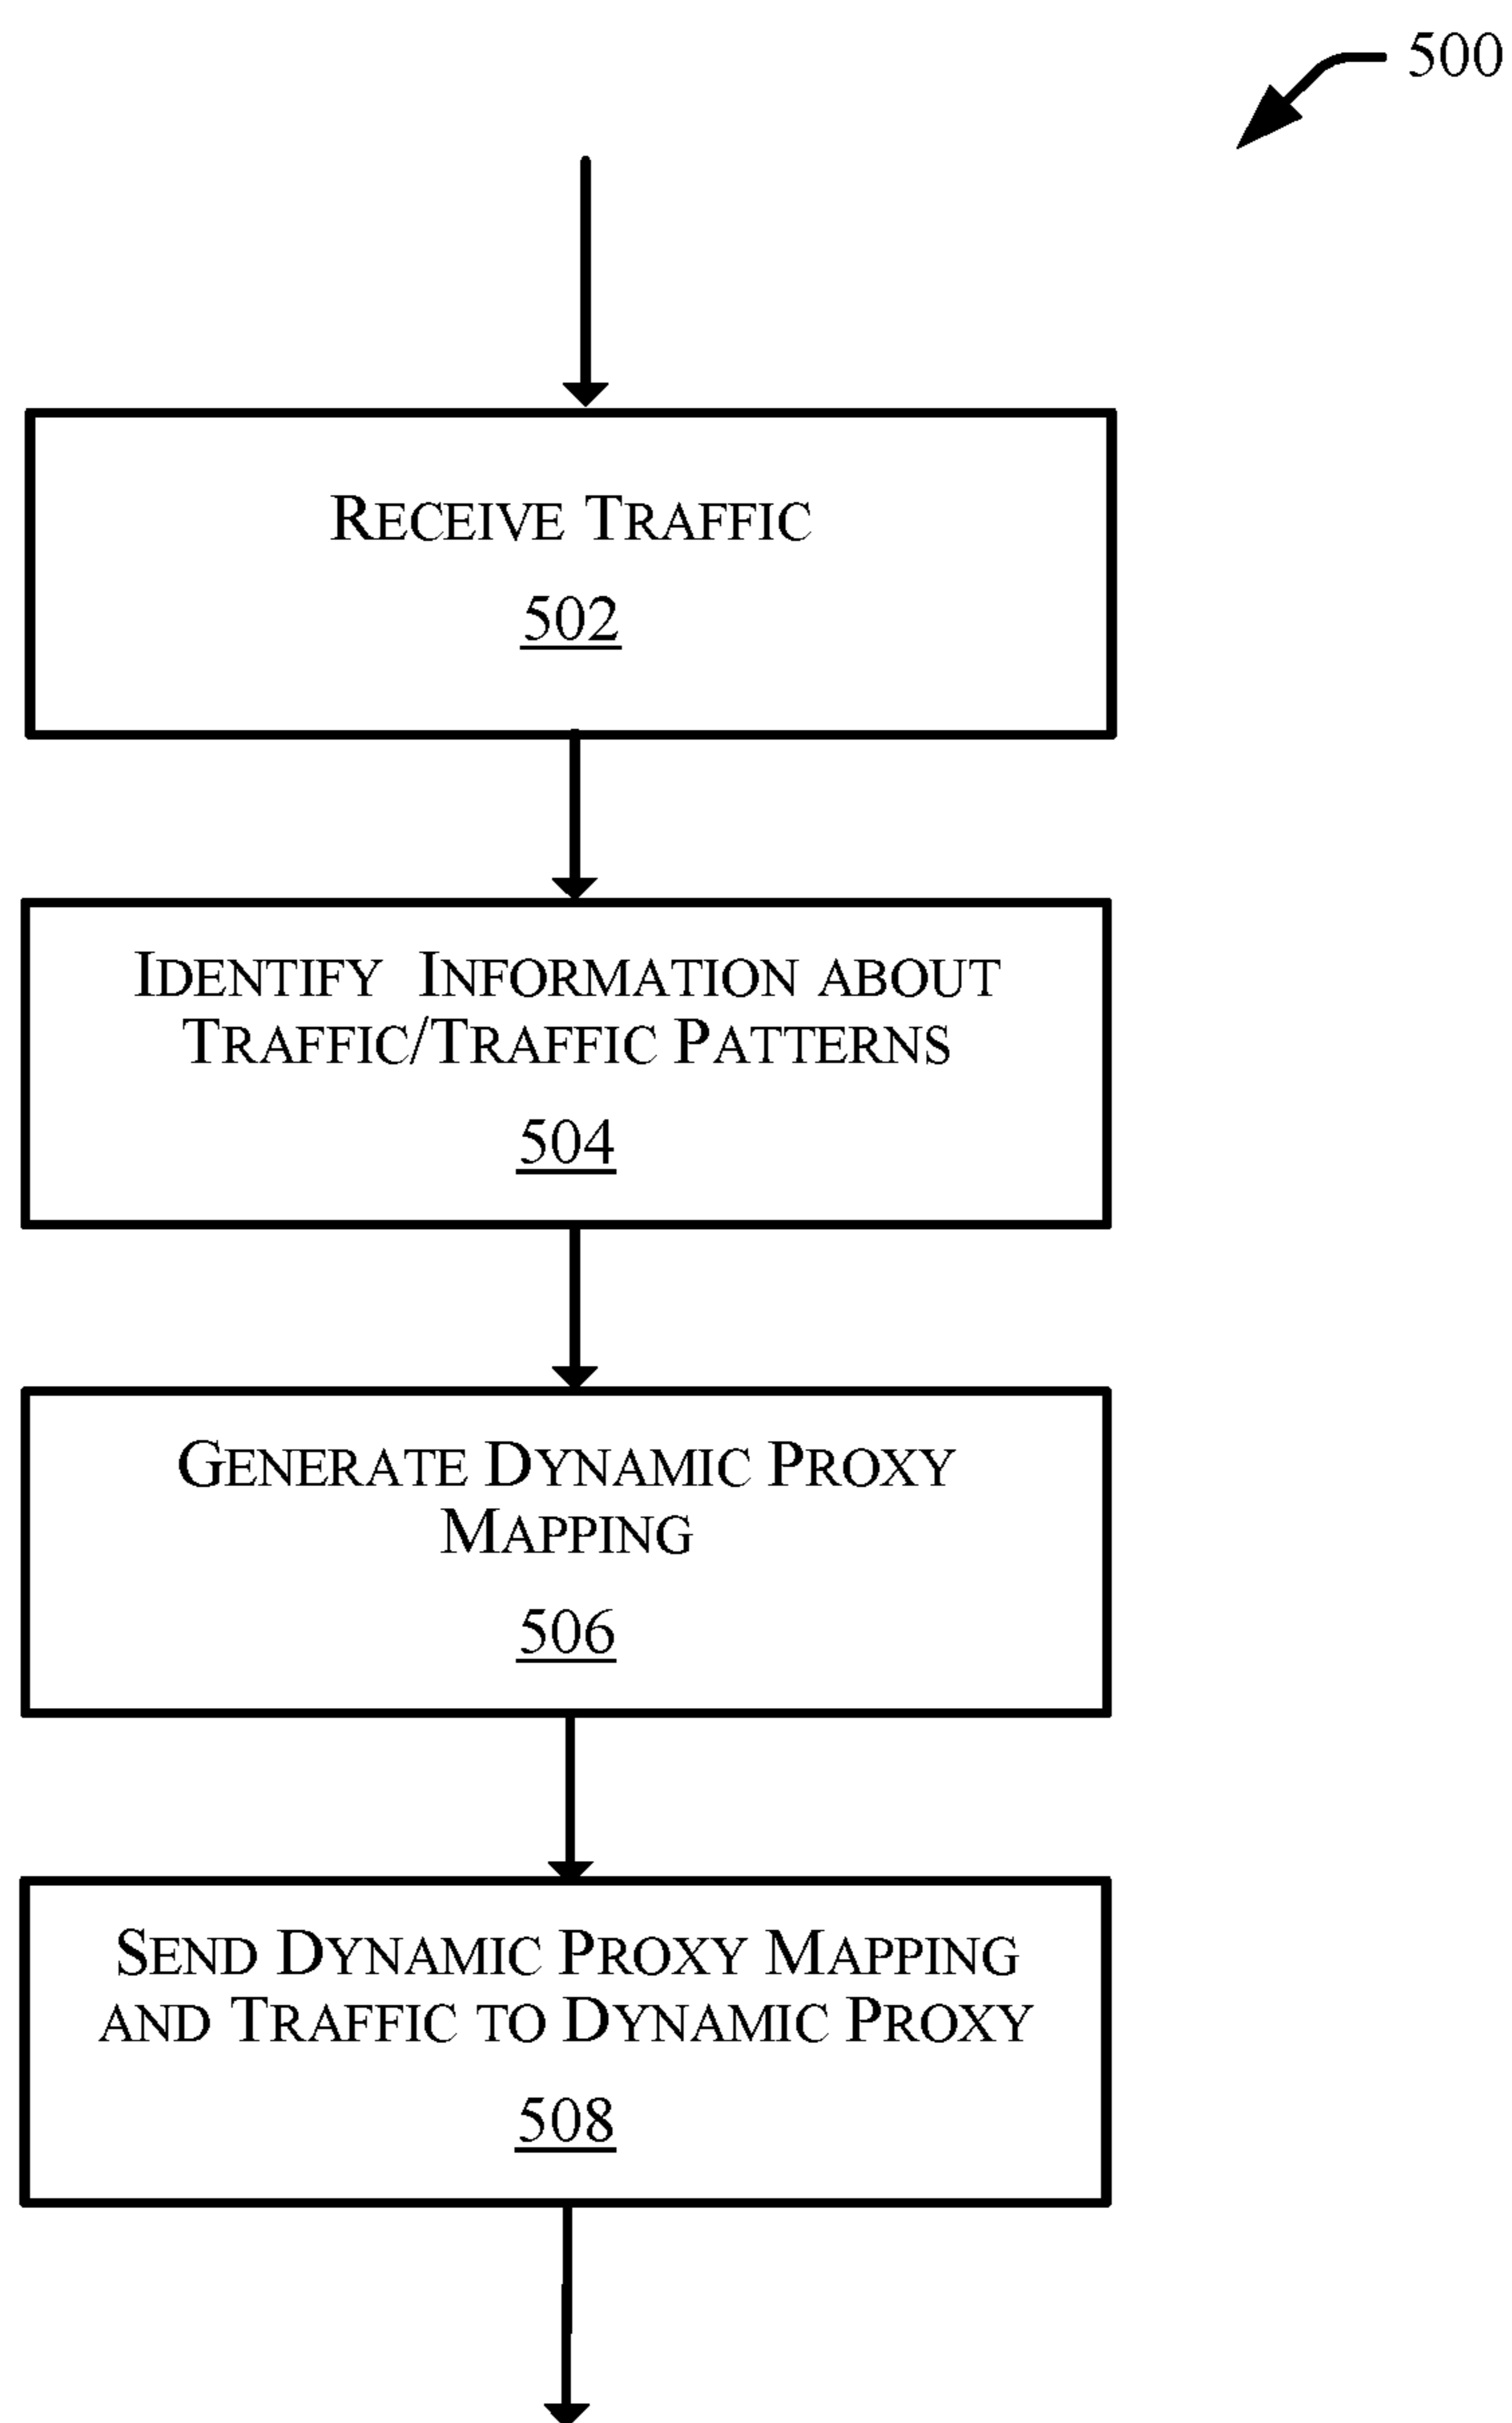 500
RECEIVE TRAFFIC
502
IDENTIFY INFORMATION ABOUT
TRAFFIC/TRAFFIC PATTERNS
504
GENERATE DYNAMIC PROXY
MAPPING
506
SEND DYNAMIC PROXY MAPPING
AND TRAFFIC TO DYNAMIC PROXY
508